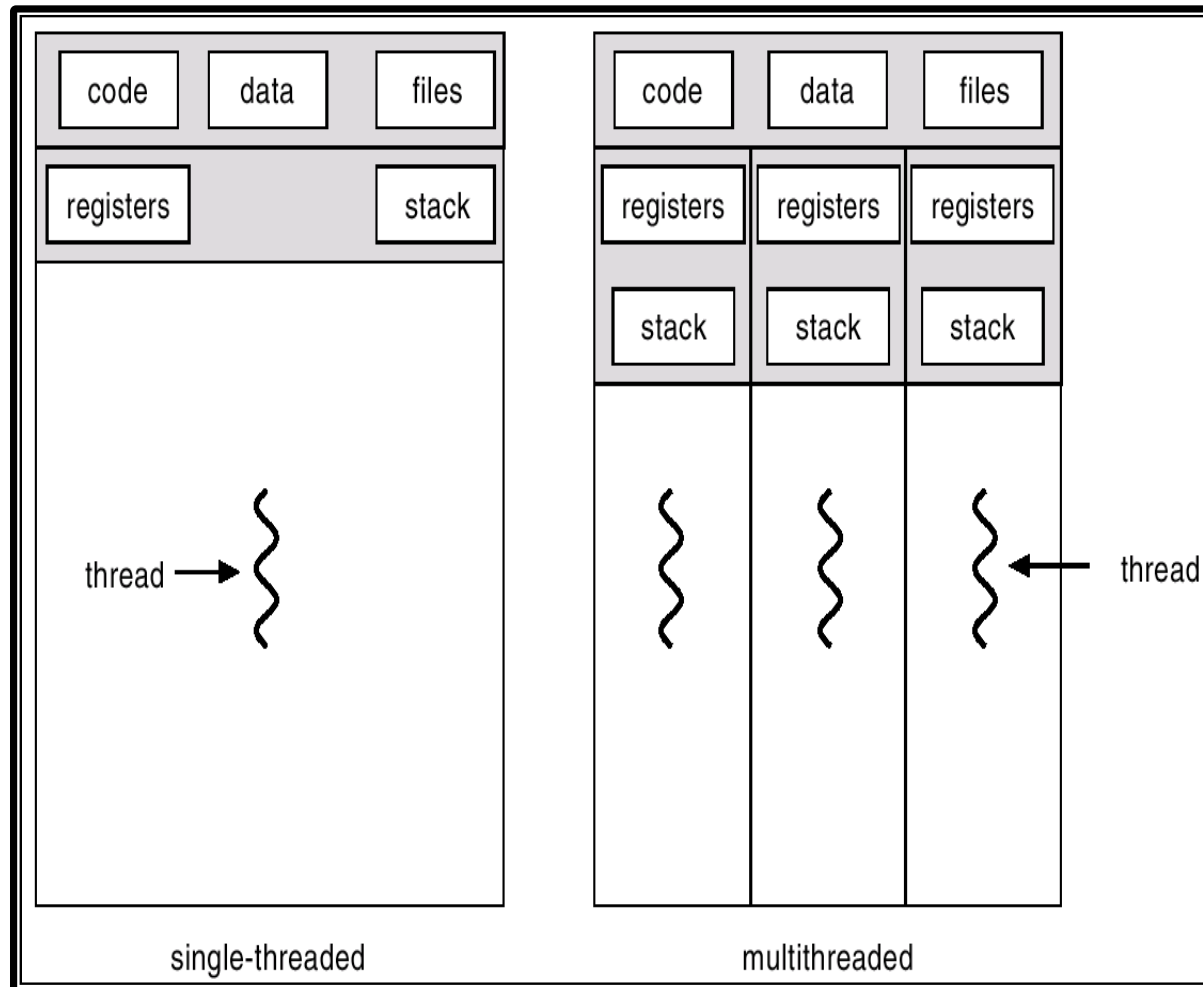 code data files code data files
registers stack registers registers registers
stack stack stack
thread thread
single-threaded multithreaded